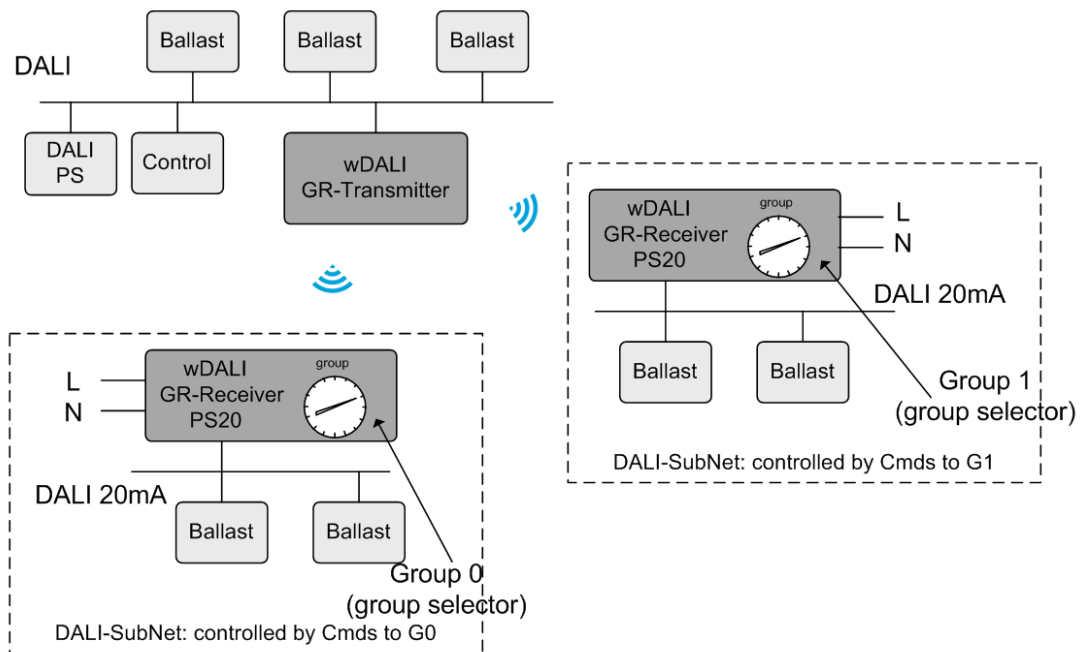 Ballast
Ballast
Ballast
DALI
DALI
PS
Control
wDALI
GR-Transmitter
wDALI
GR-Receiver
PS20
group
L
N
DALI 20mA
Ballast
Ballast
Group 1
(group selector)
DALI-SubNet: controlled by Cmds to G1
L
N
wDALI
GR-Receiver
PS20
group
DALI 20mA
Ballast
Ballast
Group 0
(group selector)
DALI-SubNet: controlled by Cmds to G0